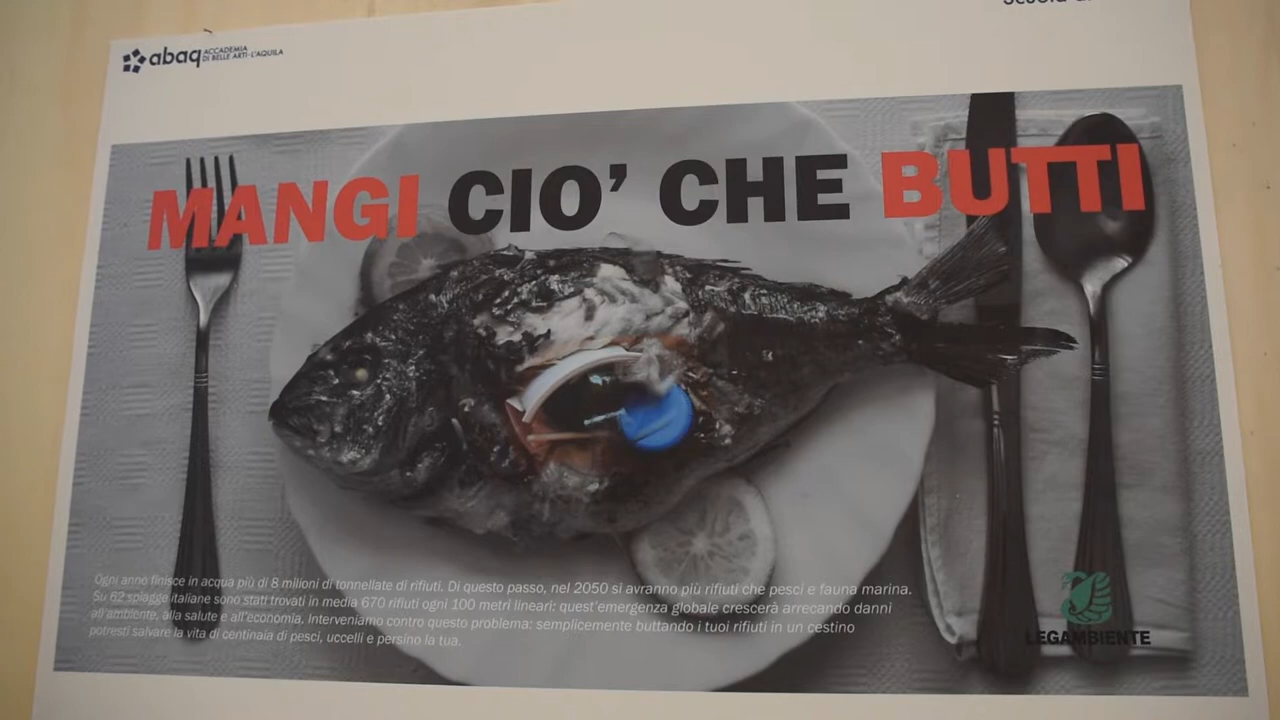 abaq ACCADEMIA
DI BELLE ARTI·L'AQUILA
MANGI CIO' CHE BUTTI
Ogni anno finisce in acqua più di 8 milioni di tonnellate di rifiuti. Di questo passo, nel 2050 si avranno più rifiuti che pesci e fauna marina.
Su 62 spiagge italiane sono stati trovati in media 670 rifiuti ogni 100 metri lineari: quest'emergenza globale crescerà arrecando danni
all'ambiente, alla salute e all'economia. Interveniamo contro questo problema: semplicemente buttando i tuoi rifiuti in un cestino
potresti salvare la vita di centinaia di pesci, uccelli e persino la tua.
LEGAMBIENTE